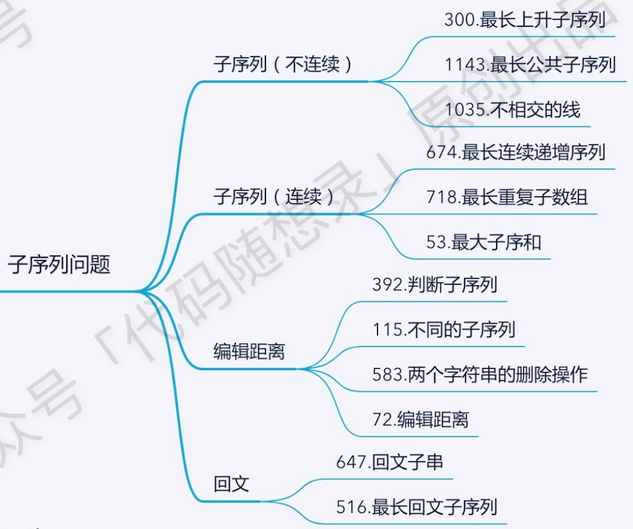 300.最长上升子序列
子序列（不连续）
1143.最长公共子序列
1035.不相交的线
674.最长连续递增序列
子序列（连续）
718.最长重复子数组
53.最大子序和
子序列问题
392.判断子序列
115.不同的子序列
编辑距离
583.两个字符串的删除操作
72.编辑距离
647.回文子串
回文
516.最长回文子序列
众号「代码随想录」原创出品
号